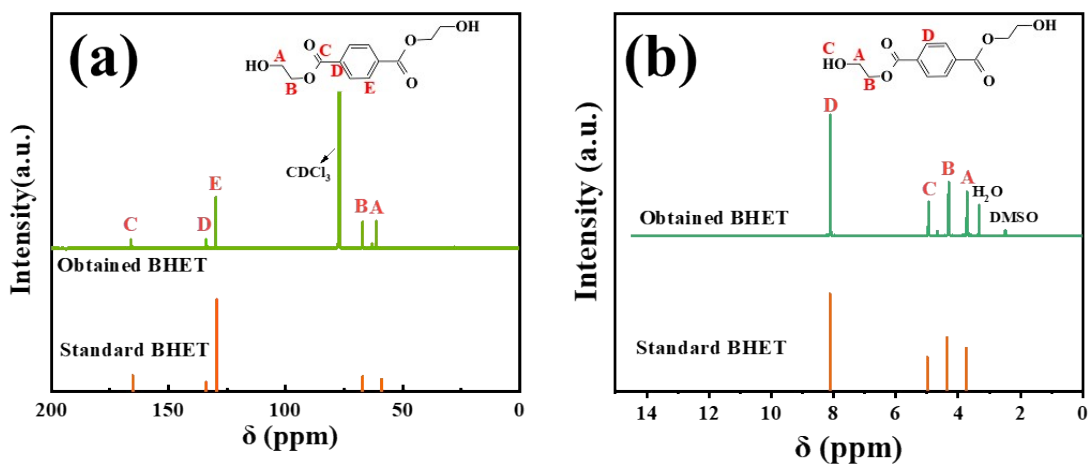 (a)
OH
A
C
O
O
HO
D
B
O
E
O
CDCl₃
E
C
D
B
A
Obtained BHET
Standard BHET
Intensity(a.u.)
200
150
100
50
0
δ (ppm)
(b)
OH
D
C
A
O
O
HO
B
O
O
D
C
B
A
H₂O
DMSO
Obtained BHET
Standard BHET
Intensity (a.u.)
14
12
10
8
6
4
2
0
δ (ppm)